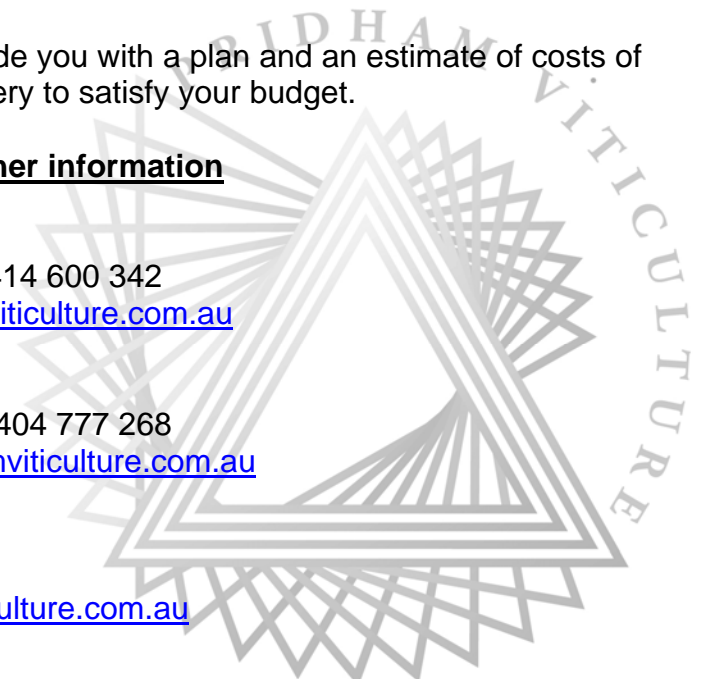 PRIDHAM VITICULTURE
de you with a plan and an estimate of costs of
ery to satisfy your budget.
her information
14 600 342
iticulture.com.au
404 777 268
nviticulture.com.au
ulture.com.au